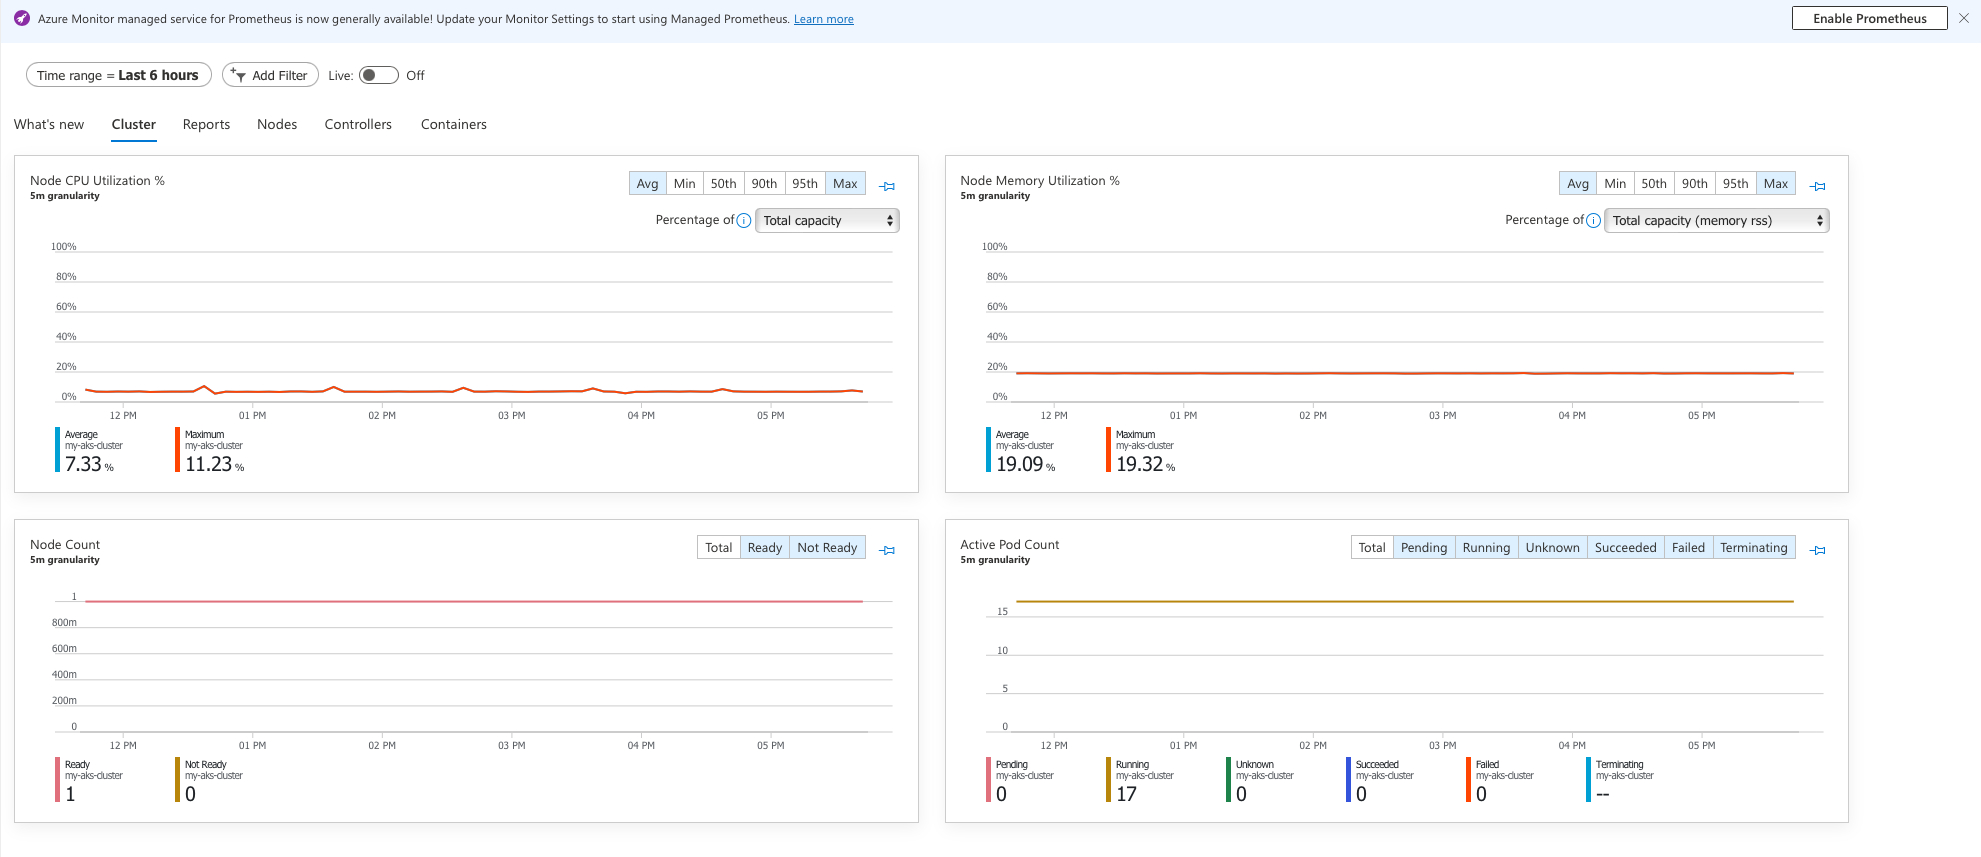 Azure Monitor managed service for Prometheus is now generally available! Update your Monitor Settings to start using Managed Prometheus. Learn more
Enable Prometheus
Time range = Last 6 hours
Add Filter
Live: Off
What's new Cluster Reports Nodes Controllers Containers
Node CPU Utilization %
5m granularity
Avg Min 50th 90th 95th Max
Percentage of Total capacity
100%
80%
60%
40%
20%
0%
12 PM 01 PM 02 PM 03 PM 04 PM 05 PM
Average
my-aks-cluster
7.33 %
Maximum
my-aks-cluster
11.23 %
Node Memory Utilization %
5m granularity
Avg Min 50th 90th 95th Max
Percentage of Total capacity (memory rss)
100%
80%
60%
40%
20%
0%
12 PM 01 PM 02 PM 03 PM 04 PM 05 PM
Average
my-aks-cluster
19.09 %
Maximum
my-aks-cluster
19.32 %
Node Count
5m granularity
Total Ready Not Ready
1
800m
600m
400m
200m
0
12 PM 01 PM 02 PM 03 PM 04 PM 05 PM
Ready
my-aks-cluster
1
Not Ready
my-aks-cluster
0
Active Pod Count
5m granularity
Total Pending Running Unknown Succeeded Failed Terminating
15
10
5
0
12 PM 01 PM 02 PM 03 PM 04 PM 05 PM
Pending
my-aks-cluster
0
Running
my-aks-cluster
17
Unknown
my-aks-cluster
0
Succeeded
my-aks-cluster
0
Failed
my-aks-cluster
0
Terminating
my-aks-cluster
--